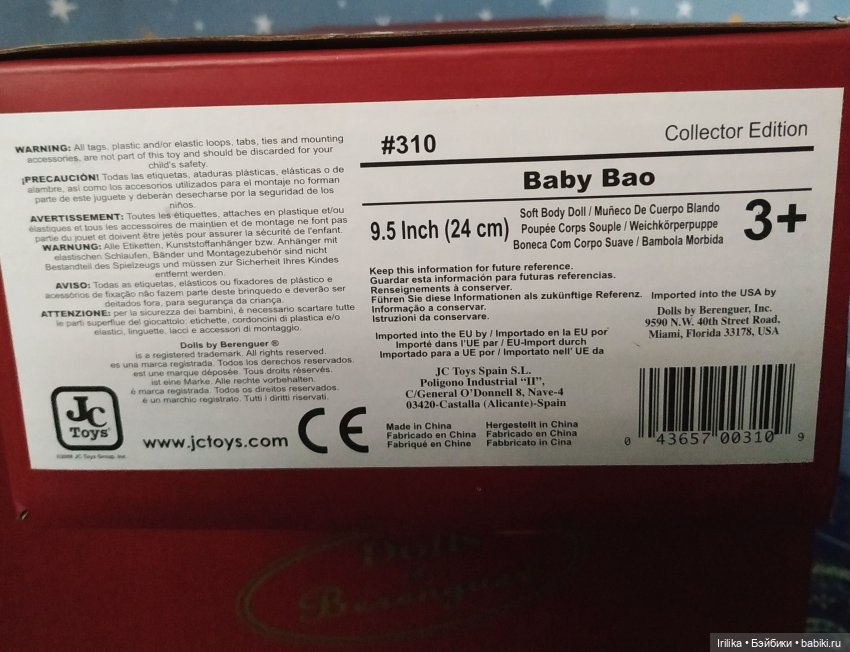 WARNING: All tags, plastic and/or elastic loops, tabs, ties and mounting
accessories, are not part of this toy and should be discarded for your
child's safety.
¡PRECAUCIÓN! Todas las etiquetas, ataduras plásticas, elásticas o de
alambre, así como los accesorios utilizados para el montaje no forman
parte de este juguete y deberán desecharse por la seguridad de los
niños.
AVERTISSEMENT: Toutes les étiquettes, attaches en plastique et/ou
élastiques et tous les accessoires de maintien et de montage ne font pas
partie du jouet et doivent être jetés pour assurer la sécurité de l'enfant.
WARNUNG: Alle Etiketten, Kunststoffanhänger bzw. Anhänger mit
elastischen Schlaufen, Bänder und Montagezubehör sind nicht
Bestandteil des Spielzeugs und müssen zur Sicherheit Ihres Kindes
entfernt werden.
AVISO: Todas as etiquetas, elásticos ou fixadores de plástico e
acessórios de fixação não fazem parte deste brinquedo e deverão ser
deitados fora, para segurança da criança.
ATTENZIONE: per la sicurezza dei bambini, è necessario scartare tutte
le parti superflue del giocattolo: etichette, cordoncini di plastica e/o
elastici, linguette, lacci e accessori di montaggio.
Dolls by Berenguer ®
is a registered trademark. All rights reserved.
es una marca registrada. Todos los derechos reservados.
est une marque déposée. Tous droits réservés.
ist eine Marke. Alle rechte vorbehalten.
é marca registrada. Todos os direitos reservados.
è un marchio registrato. Tutti i diritti riservati.
JC
Toys
©2008 JC Toys Group, Inc.
www.jctoys.com
CE
#310
Collector Edition
Baby Bao
9.5 Inch (24 cm)
Soft Body Doll / Muñeco De Cuerpo Blando
Poupée Corps Souple / Weichkörperpuppe
Boneca Com Corpo Suave / Bambola Morbida
3+
Keep this information for future reference.
Guardar esta información para futuras referencias.
Renseignements à conserver.
Führen Sie diese Informationen als zukünftige Referenz.
Informação a conservar.
Istruzioni da conservare.
Imported into the EU by / Importado en la EU por
Importé dans l'UE par / EU-Import durch
Importado para a UE por / Importato nell' UE da
JC Toys Spain S.L.
Poligono Industrial "II",
C/General O'Donnell 8, Nave-4
03420-Castalla (Alicante)-Spain
Made in China
Fabricado en China
Fabriqué en Chine
Hergestellt in China
Fabricado en China
Fabbricato in Cina
Imported into the USA by
Dolls by Berenguer, Inc.
9590 N.W. 40th Street Road,
Miami, Florida 33178, USA
0 43657 00310 9
Dolls
Berenguer
Irilika • Бэйбики • babiki.ru